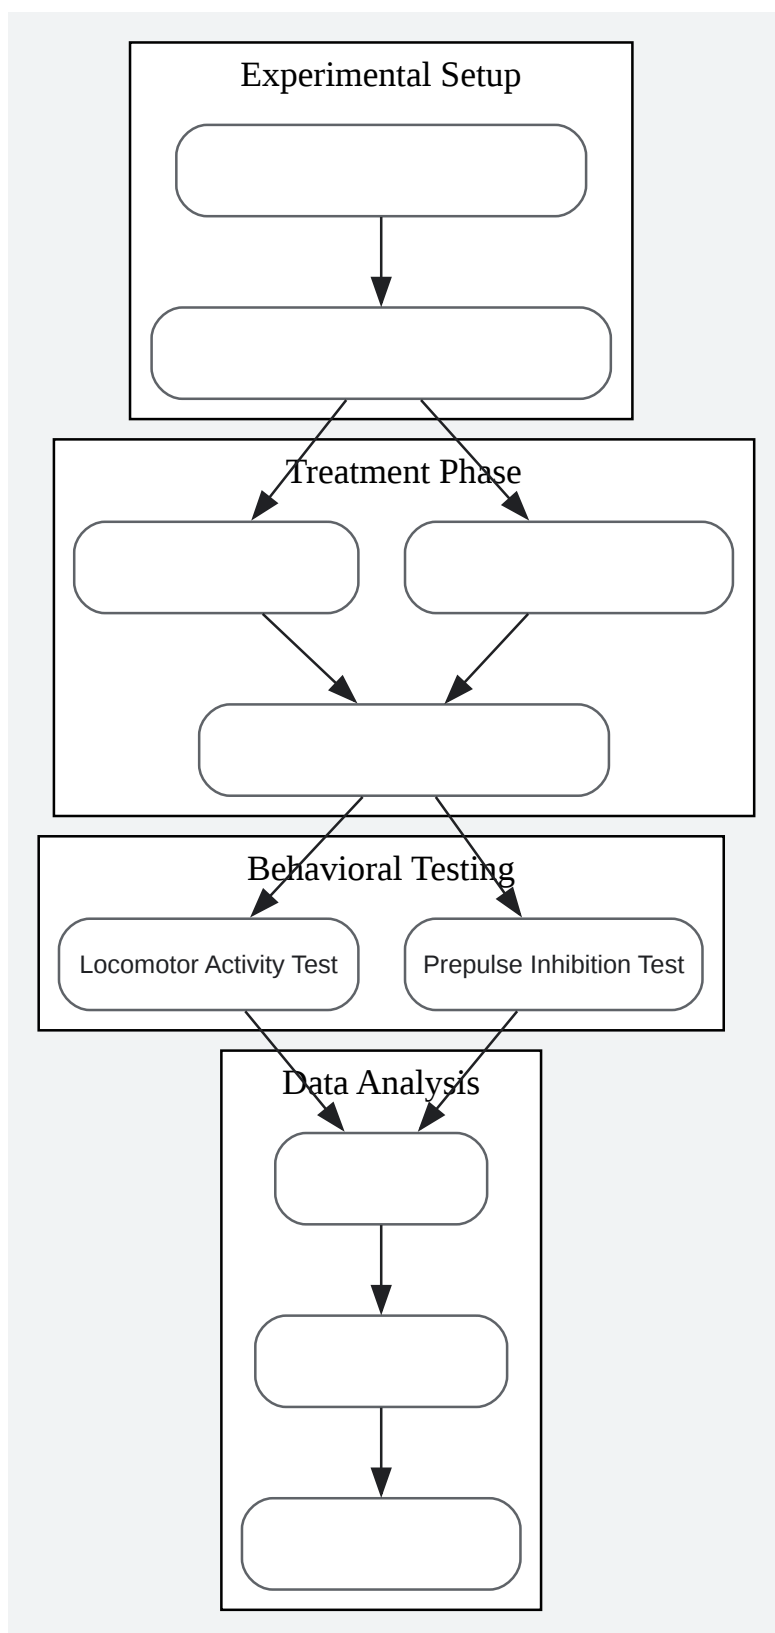 Experimental Setup
Treatment Phase
Behavioral Testing
Locomotor Activity Test
Prepulse Inhibition Test
Data Analysis